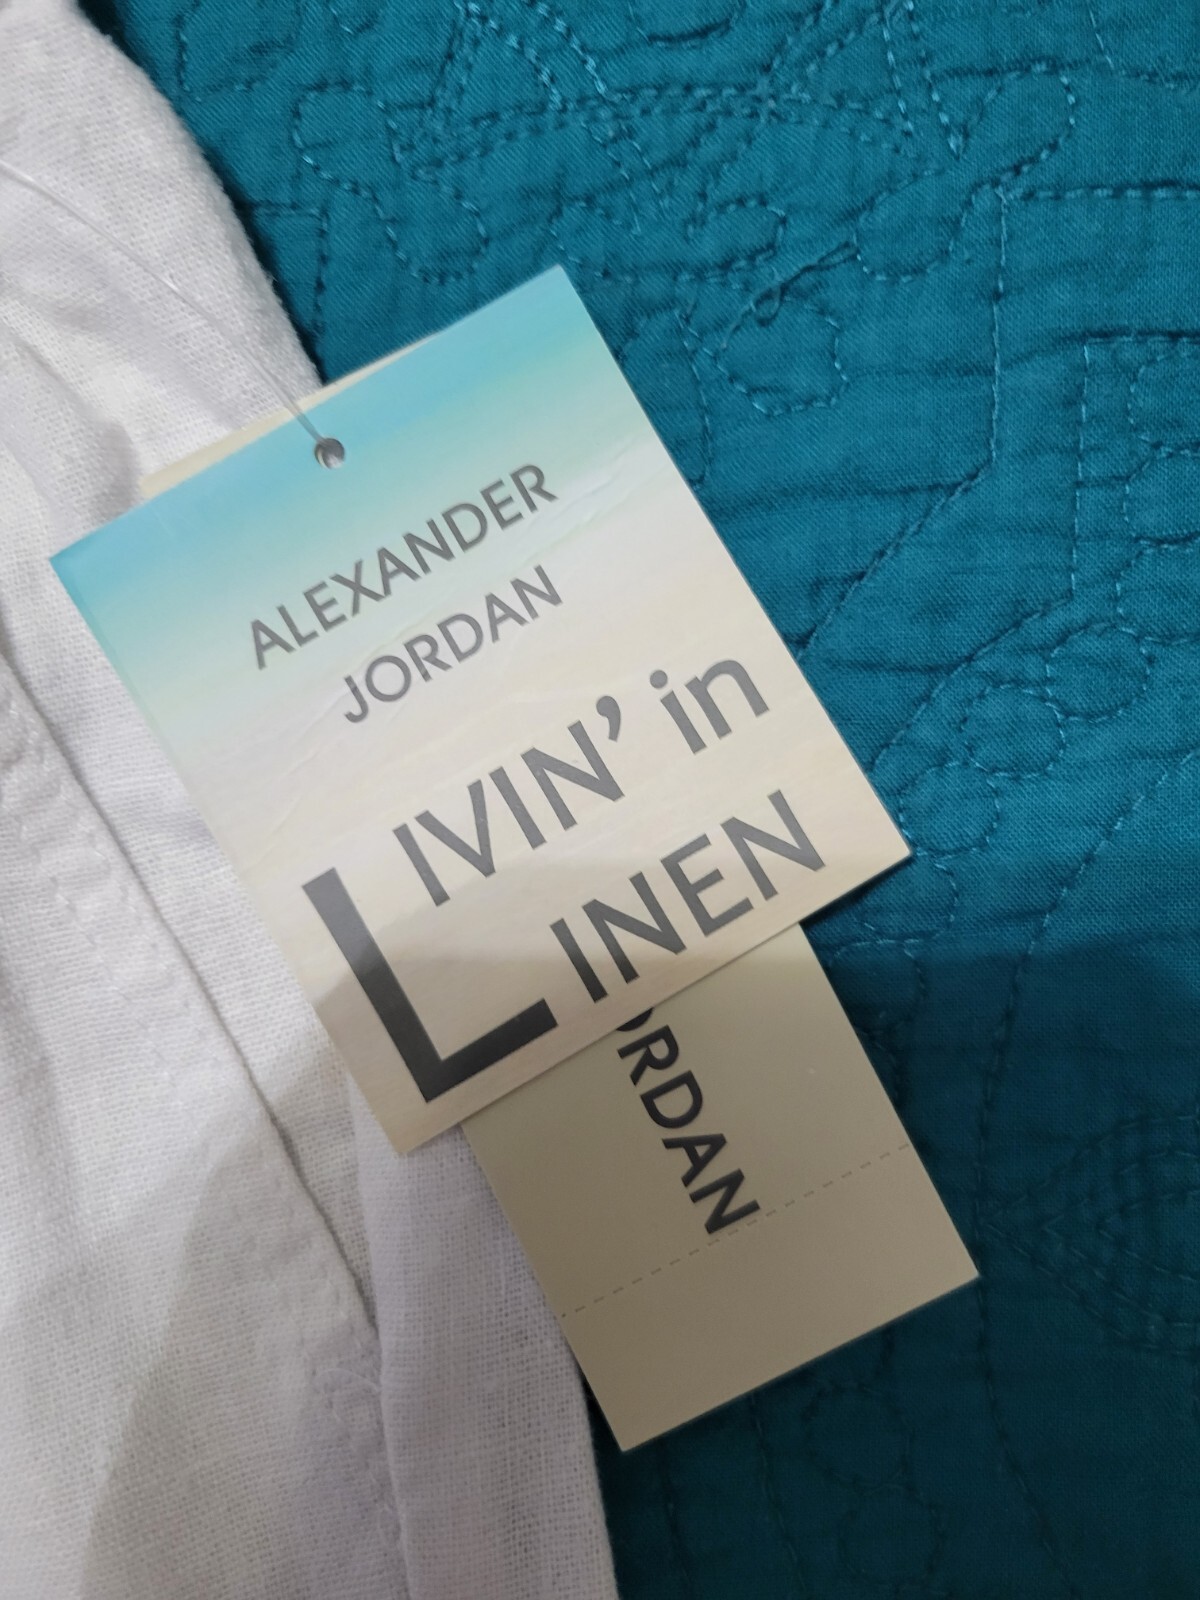 ALEXANDER
JORDAN
LIVIN' in
LINEN
ORDAN